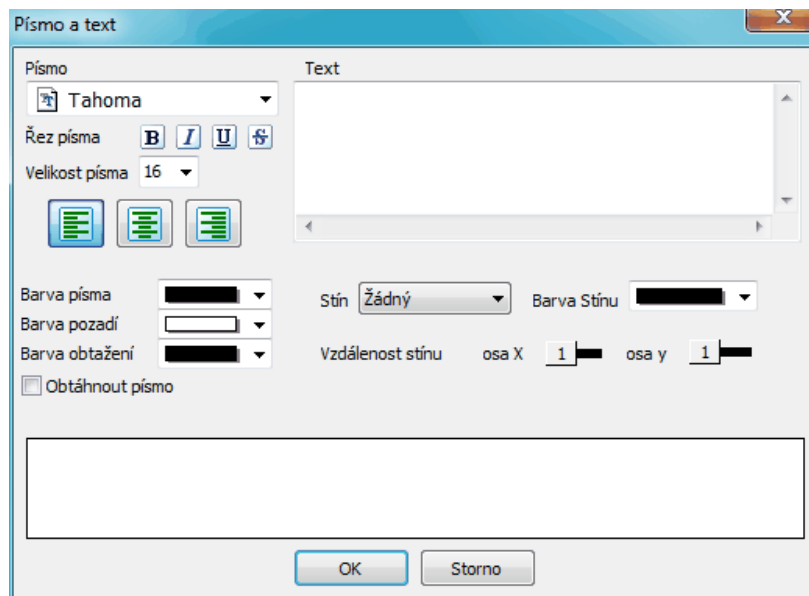 Písmo a text
Písmo
Text
Tahoma
Řez písma B I U S
Velikost písma 16
Barva písma
Stín Žádný Barva Stínu
Barva pozadí
Barva obtažení
Vzdálenost stínu osa X 1 osa y 1
Obtáhnout písmo
OK
Storno